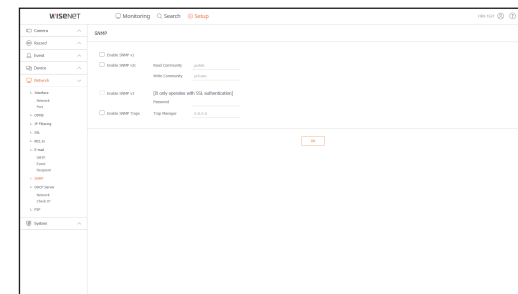 WISENET
Monitoring
Search
Setup
Camera
Record
Event
Device
Network
Interface
Network
Port
DDNS
IP Filtering
SSL
802.1x
E-mail
SMTP
Event
Recipient
SNMP
DHCP Server
Network
Check IP
P2P
System
SNMP
Enable SNMP v1
Enable SNMP v2c Read Community public
Write Community private
Enable SNMP v3 [It only operates with SSL authentication]
Password
Enable SNMP Traps Trap Manager 0.0.0.0
OK